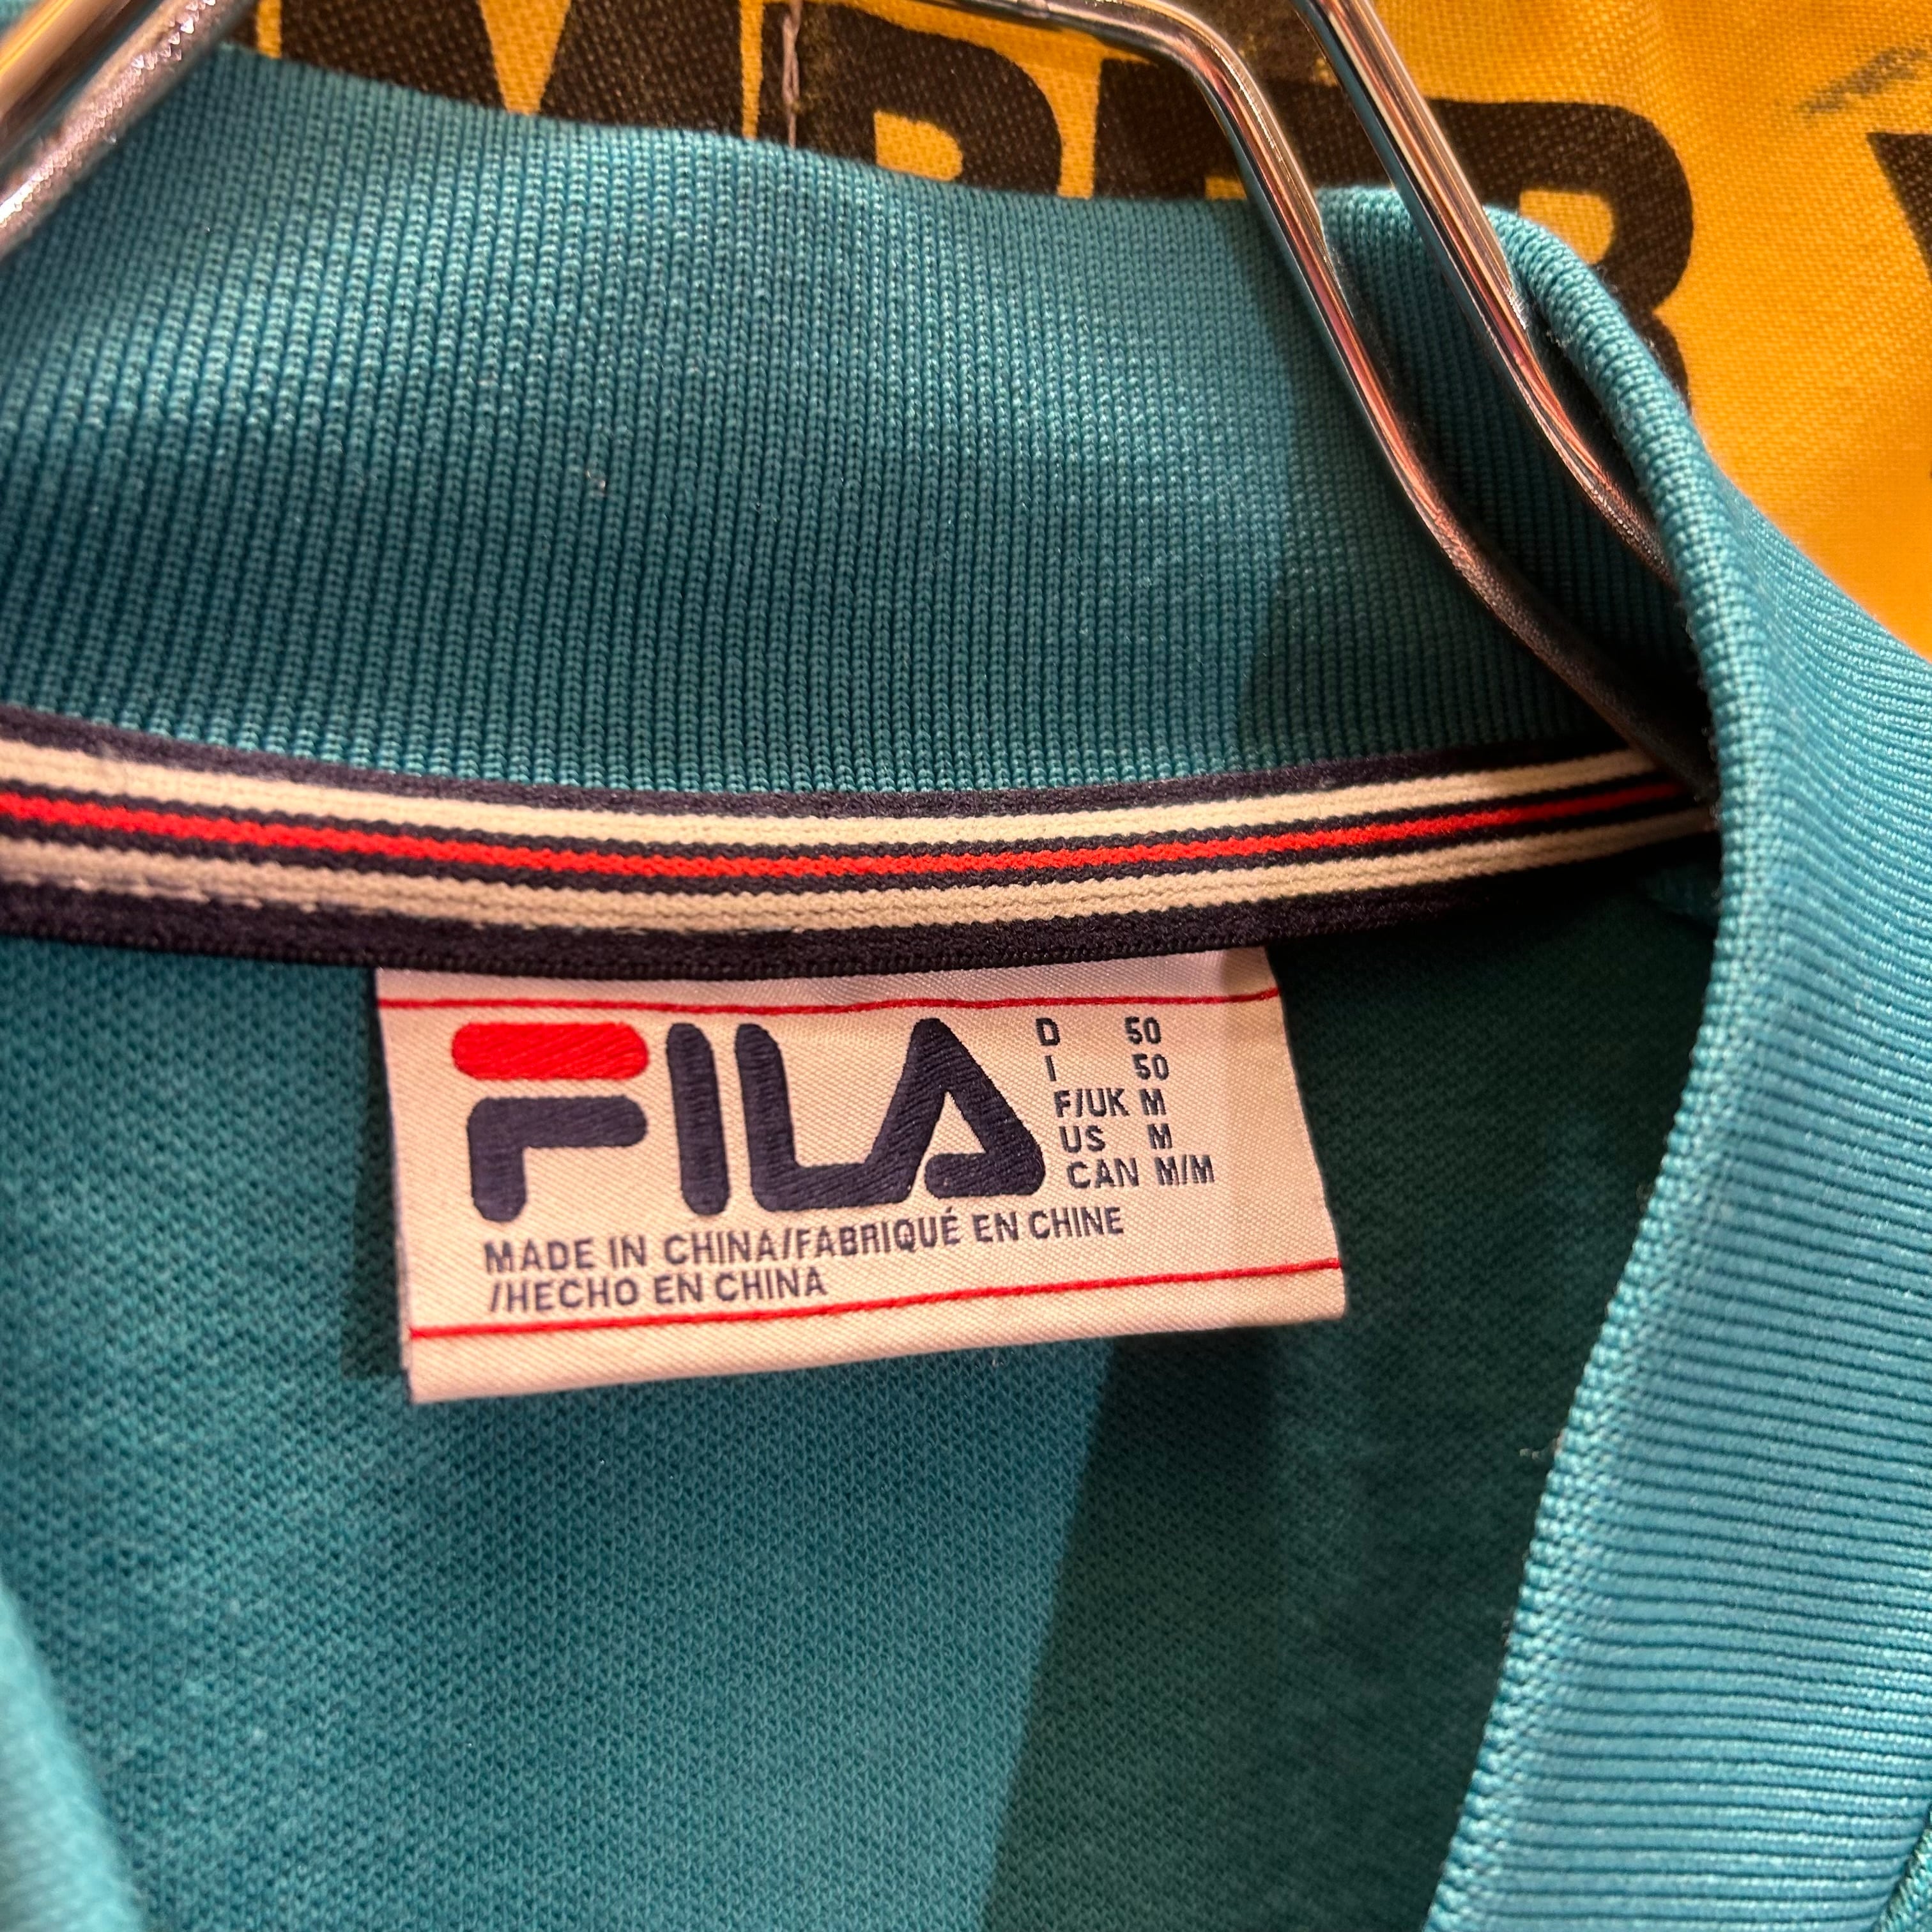 FILA
D 50
I 50
F/UK M
US M
CAN M/M
MADE IN CHINA/FABRIQUÉ EN CHINE
/HECHO EN CHINA